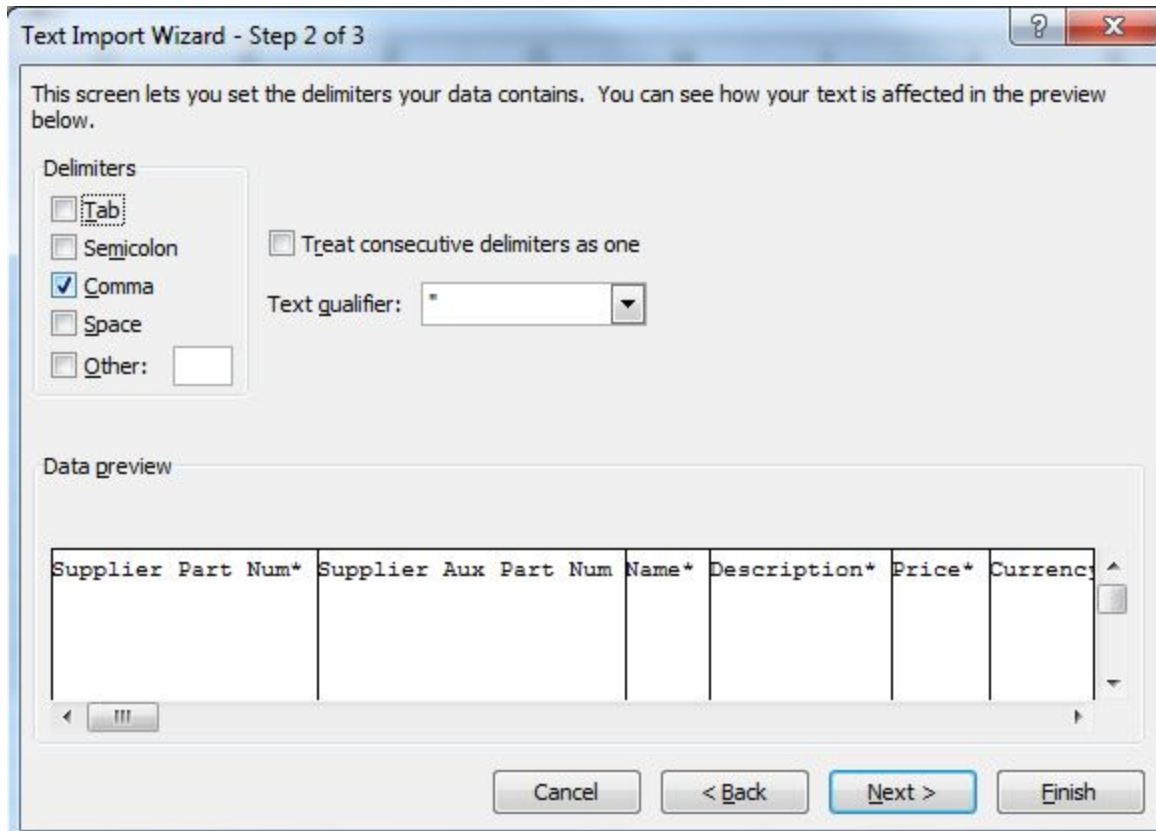 Text Import Wizard - Step 2 of 3
This screen lets you set the delimiters your data contains.  You can see how your text is affected in the preview
below.
Delimiters
Tab
Semicolon
Comma
Space
Other:
Treat consecutive delimiters as one
Text qualifier: "
Data preview
Supplier Part Num* Supplier Aux Part Num Name* Description* Price* Currency
Cancel < Back Next > Finish